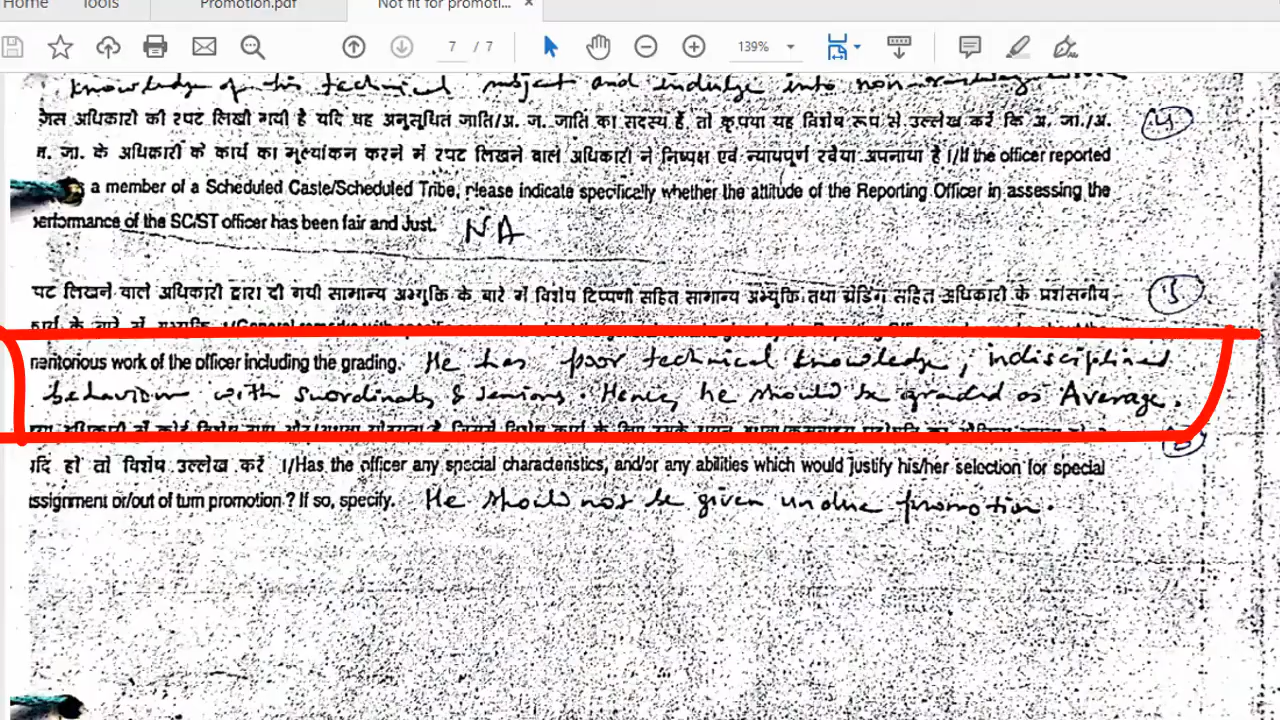 Home Tools Promotion.pdf Not fit for promoti... ×
7 / 7 139%
knowledge of his technical subject and indulge into non
जिस अधिकारी की रपट लिखी गयी है यदि यह अनुसूचित जाति/अ. ज. जाति का सदस्य है, तो कृपया यह विशेष रूप से उल्लेख करें कि अ. जा./अ.
ज. जा. के अधिकारी के कार्य का मूल्यांकन करने में रपट लिखने वाले अधिकारी ने निष्पक्ष एवं न्यायपूर्ण रवैया अपनाया है ।/If the officer reported
s a member of a Scheduled Caste/Scheduled Tribe, please indicate specifically whether the attitude of the Reporting Officer in assessing the
performance of the SC/ST officer has been fair and Just. NA
पट लिखने वाले अधिकारी द्वारा दी गयी सामान्य अभ्युक्ति के बारे में विशेष टिप्पणी सहित सामान्य अभ्युक्ति तथा ग्रेडिंग सहित अधिकारी के प्रशंसनीय
कार्य के बारे में अभ्युक्ति ।/General remarks with
meritorious work of the officer including the grading. He has poor technical knowledge, indisciplined
behaviour with suordinates & seniors. Hence, he should be graded as Average.
यदि हो तो विशेष उल्लेख करें ।/Has the officer any special characteristics, and/or any abilities which would justify his/her selection for special
assignment or/out of turn promotion ? If so, specify. He should not be given undue promotion.